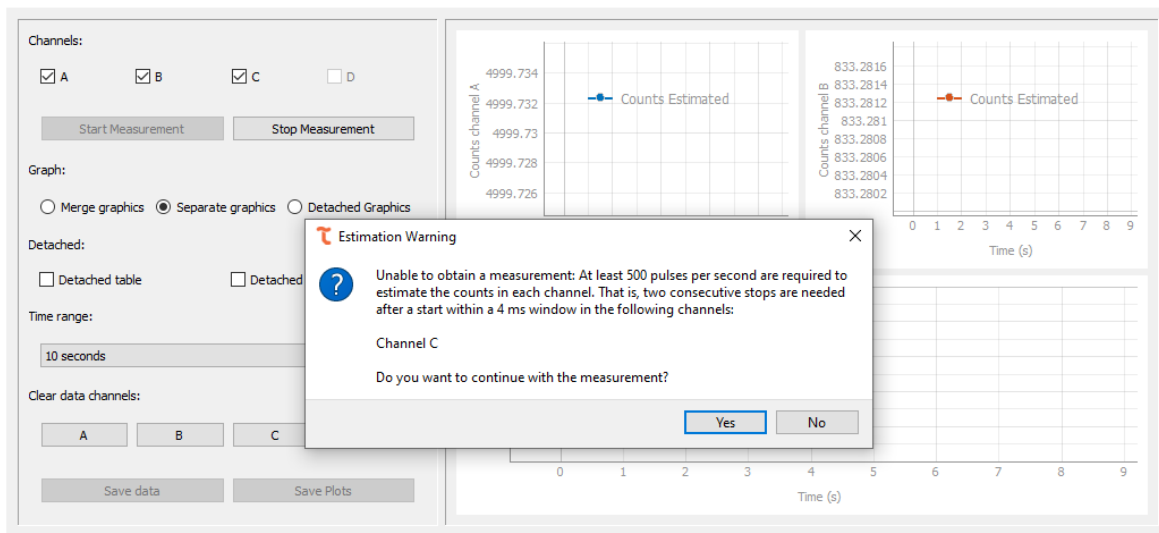 Channels:
A B C D
Start Measurement Stop Measurement
Graph:
Merge graphics Separate graphics Detached Graphics
Detached:
Detached table Detached
Time range:
10 seconds
Clear data channels:
A B C
Save data Save Plots
Counts channel A
4999.734
4999.732
4999.73
4999.728
4999.726
Counts Estimated
Counts channel B
833.2816
833.2814
833.2812
833.281
833.2808
833.2806
833.2804
833.2802
Counts Estimated
0 1 2 3 4 5 6 7 8 9
Time (s)
Estimation Warning
Unable to obtain a measurement: At least 500 pulses per second are required to
estimate the counts in each channel. That is, two consecutive stops are needed
after a start within a 4 ms window in the following channels:
Channel C
Do you want to continue with the measurement?
Yes No
0 1 2 3 4 5 6 7 8 9
Time (s)